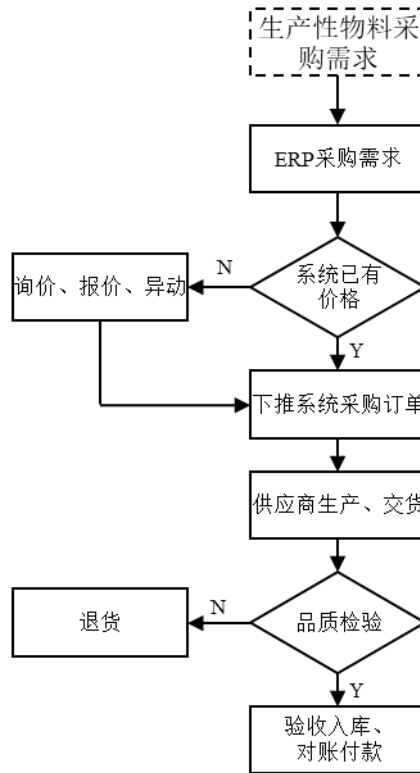 生产性物料采
购需求
ERP采购需求
系统已有
价格
N
询价、报价、异动
Y
下推系统采购订单
供应商生产、交货
品质检验
N
退货
Y
验收入库、
对账付款